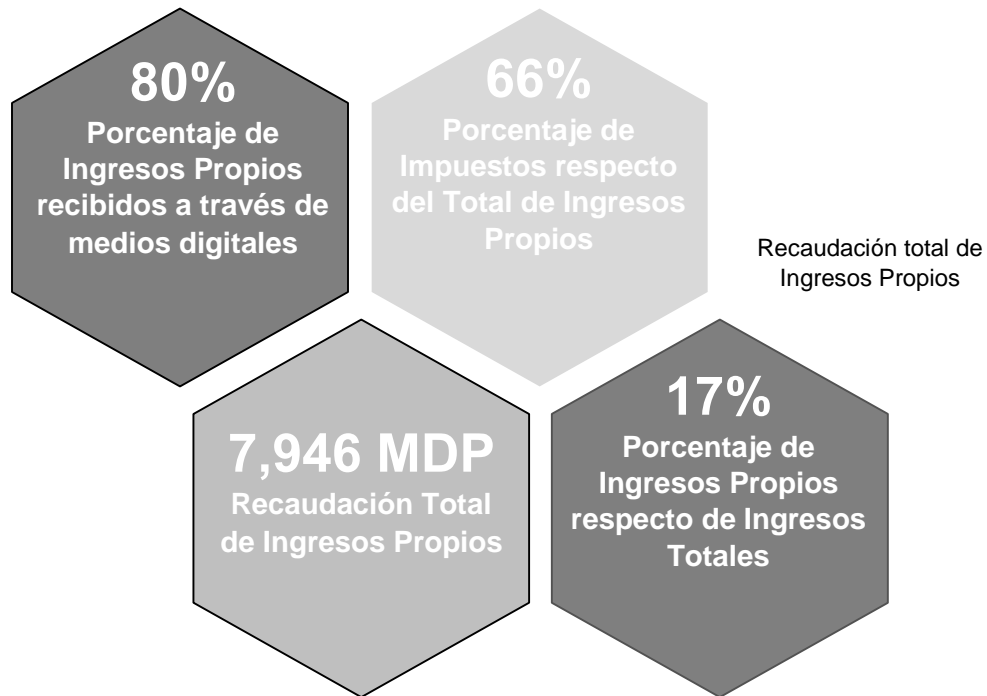 80%
Porcentaje de
Ingresos Propios
recibidos a través de
medios digitales
66%
Porcentaje de
Impuestos respecto
del Total de Ingresos
Propios
Recaudación total de
Ingresos Propios
7,946 MDP
Recaudación Total
de Ingresos Propios
17%
Porcentaje de
Ingresos Propios
respecto de Ingresos
Totales